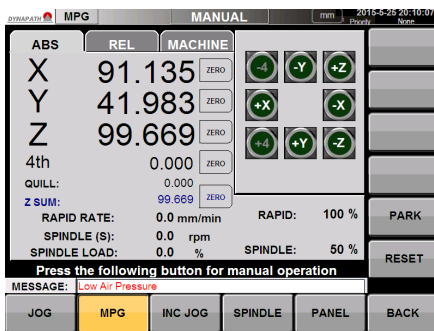 DYNAPATH MPG MANUAL mm 2015-5-25 20:10:07
Priority None
ABS REL MACHINE
X 91.135 ZERO
Y 41.983 ZERO
Z 99.669 ZERO
4th 0.000 ZERO
QUILL: 0.000
Z SUM: 99.669 ZERO
RAPID RATE: 0.0 mm/min
SPINDLE (S): 0.0 rpm
SPINDLE LOAD: 0.0 %
-4 -Y +Z
+X -X
+4 +Y -Z
RAPID: 100 %
SPINDLE: 50 %
PARK
RESET
Press the following button for manual operation
MESSAGE: Low Air Pressure
JOG MPG INC JOG SPINDLE PANEL BACK